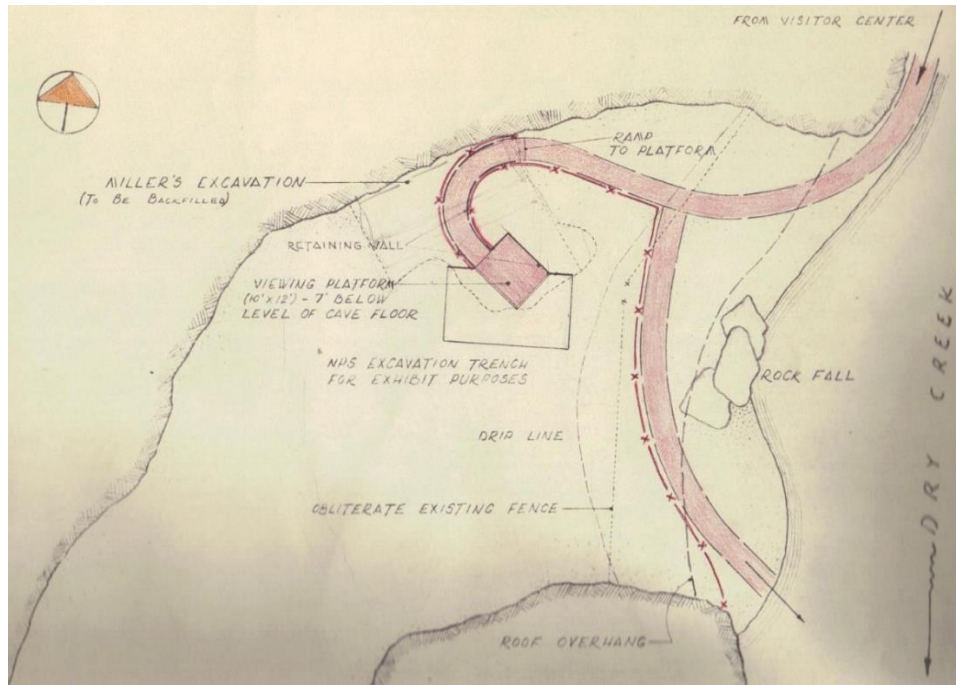 FROM VISITOR CENTER
RAMP
TO PLATFORM
MILLER'S EXCAVATION
(TO BE BACKFILLED)
RETAINING WALL
VIEWING PLATFORM
(10' x 12') - 7' BELOW
LEVEL OF CAVE FLOOR
NPS EXCAVATION TRENCH
FOR EXHIBIT PURPOSES
ROCK FALL
DRIP LINE
OBLITERATE EXISTING FENCE
ROOF OVERHANG
DRY CREEK